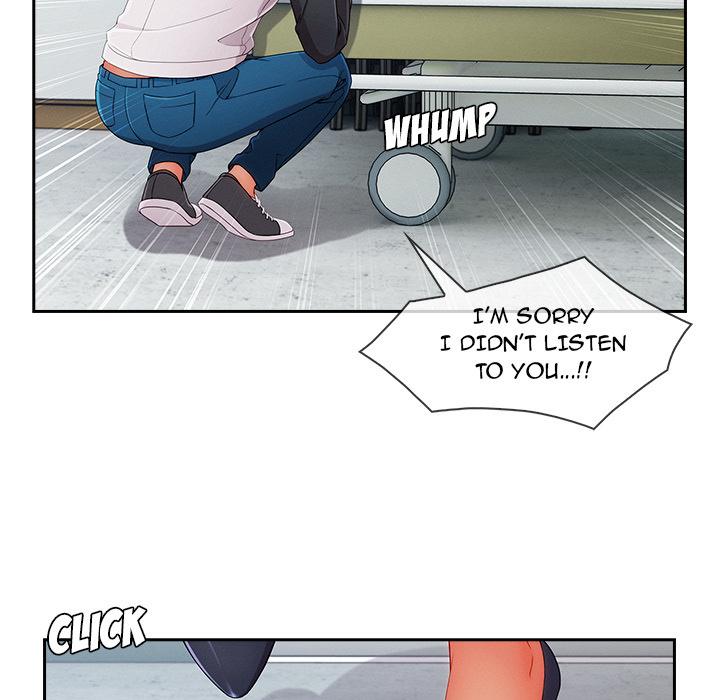 WHUMP
I'M SORRY
I DIDN'T LISTEN
TO YOU...!!
CLICK